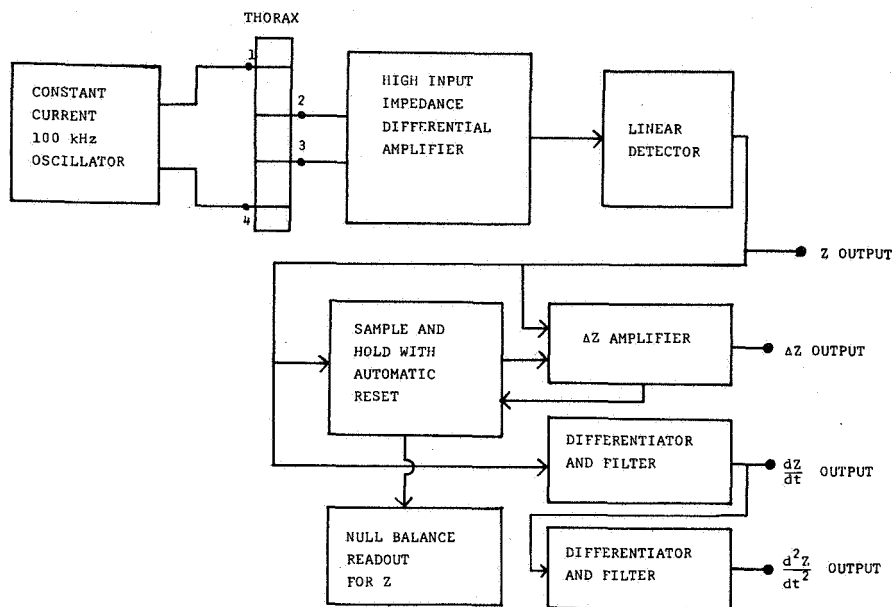 THORAX
CONSTANT
CURRENT
100 kHz
OSCILLATOR
1
2
3
4
HIGH INPUT
IMPEDANCE
DIFFERENTIAL
AMPLIFIER
LINEAR
DETECTOR
Z OUTPUT
SAMPLE AND
HOLD WITH
AUTOMATIC
RESET
ΔZ AMPLIFIER
ΔZ OUTPUT
DIFFERENTIATOR
AND FILTER
dZ/dt OUTPUT
NULL BALANCE
READOUT
FOR Z
DIFFERENTIATOR
AND FILTER
d²Z/dt² OUTPUT